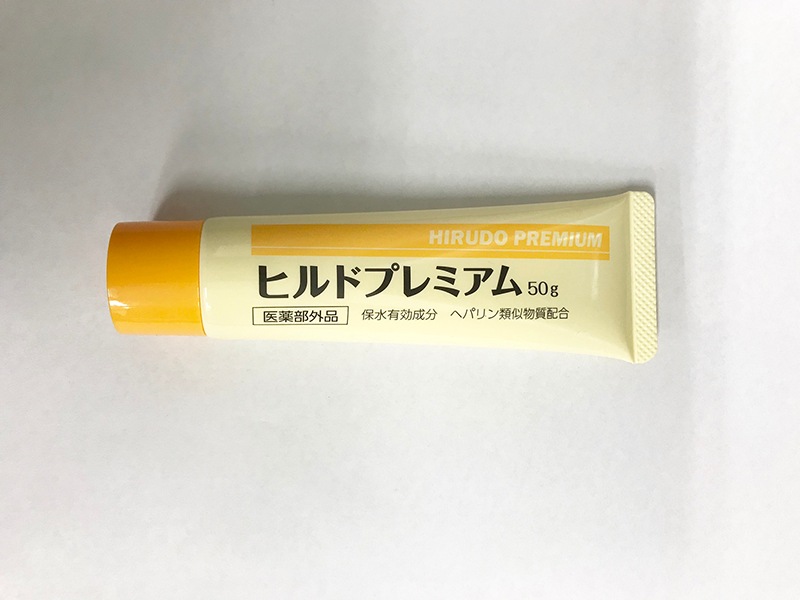 HIRUDO PREMIUM
ヒルドプレミアム 50g
医薬部外品 保水有効成分 ヘパリン類似物質配合